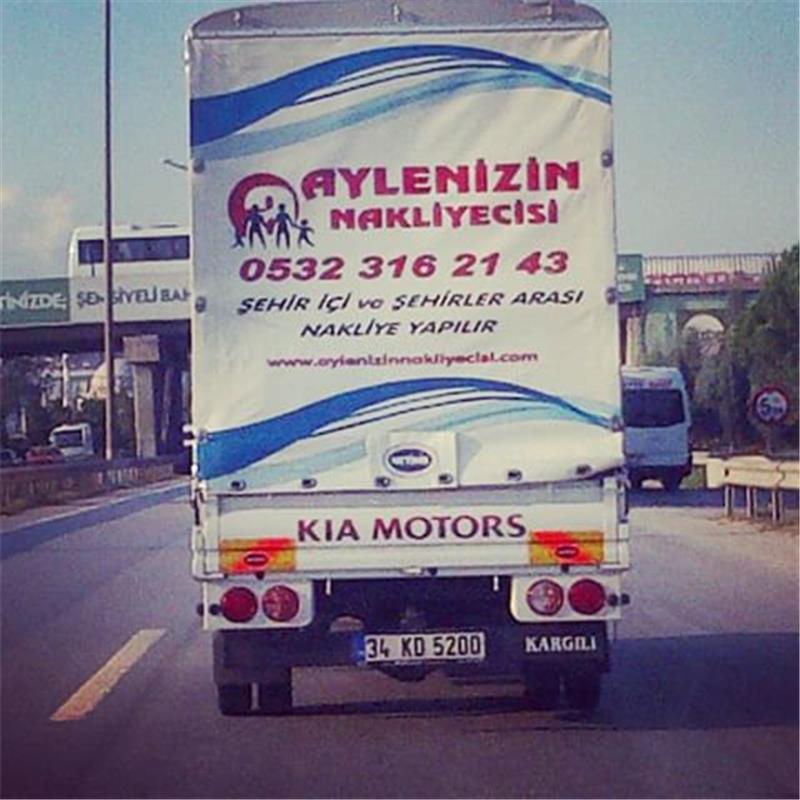 AYLENİZİN
NAKLİYECİSİ
0532 316 21 43
ŞEHİR İÇİ ve ŞEHİRLER ARASI
NAKLİYE YAPILIR
www.aylenizinnakliyecisi.com
KIA MOTORS
34 KD 5200
KARGILI